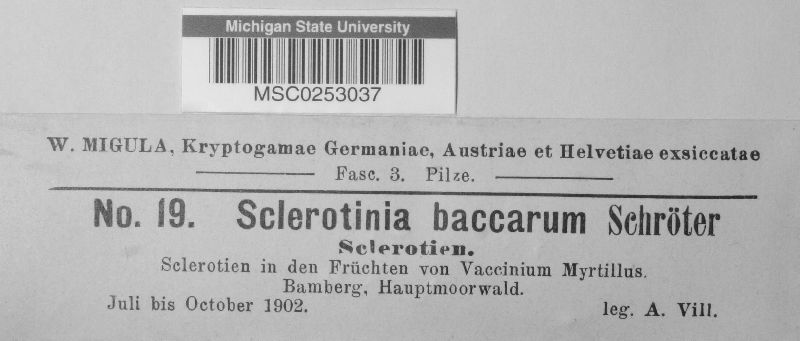 Michigan State University
MSC0253037
W. MIGULA, Kryptogamae Germaniae, Austriae et Helvetiae exsiccatae
Fasc. 3. Pilze.
No. 19. Sclerotinia baccarum Schröter
Sclerotien.
Sclerotien in den Früchten von Vaccinium Myrtillus.
Bamberg, Hauptmoorwald.
Juli bis October 1902. leg. A. Vill.